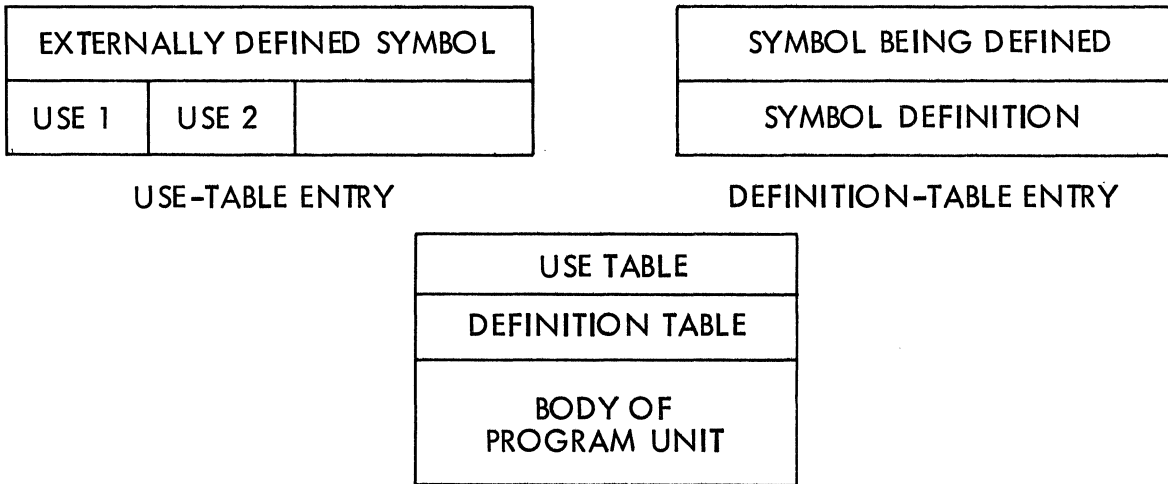 EXTERNALLY DEFINED SYMBOL
USE 1 USE 2
USE-TABLE ENTRY
SYMBOL BEING DEFINED
SYMBOL DEFINITION
DEFINITION-TABLE ENTRY
USE TABLE
DEFINITION TABLE
BODY OF
PROGRAM UNIT